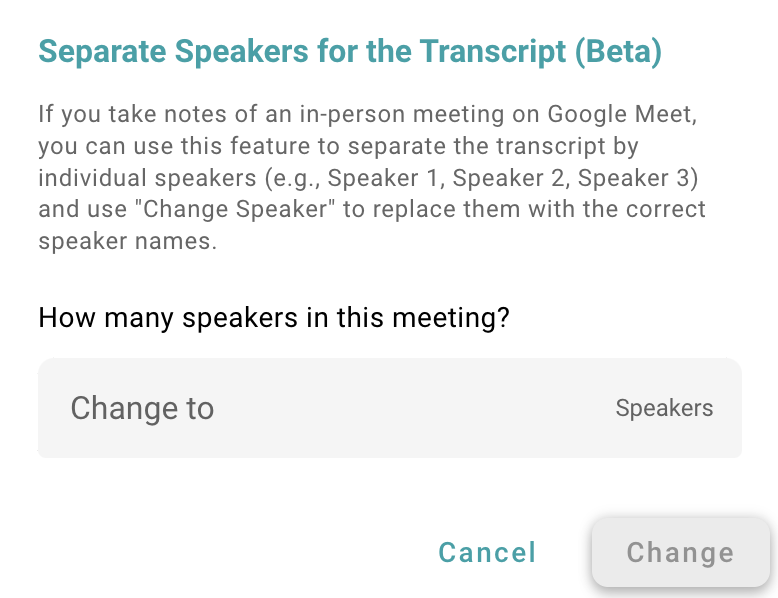 Separate Speakers for the Transcript (Beta)
If you take notes of an in-person meeting on Google Meet,
you can use this feature to separate the transcript by
individual speakers (e.g., Speaker 1, Speaker 2, Speaker 3)
and use "Change Speaker" to replace them with the correct
speaker names.
How many speakers in this meeting?
Change to Speakers
Cancel Change